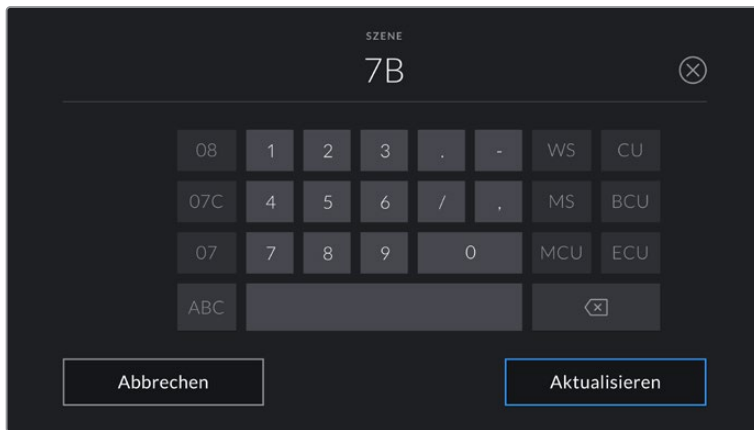 SZENE
7B
08 1 2 3 . - WS CU
07C 4 5 6 / , MS BCU
07 7 8 9 0 MCU ECU
ABC
Abbrechen Aktualisieren